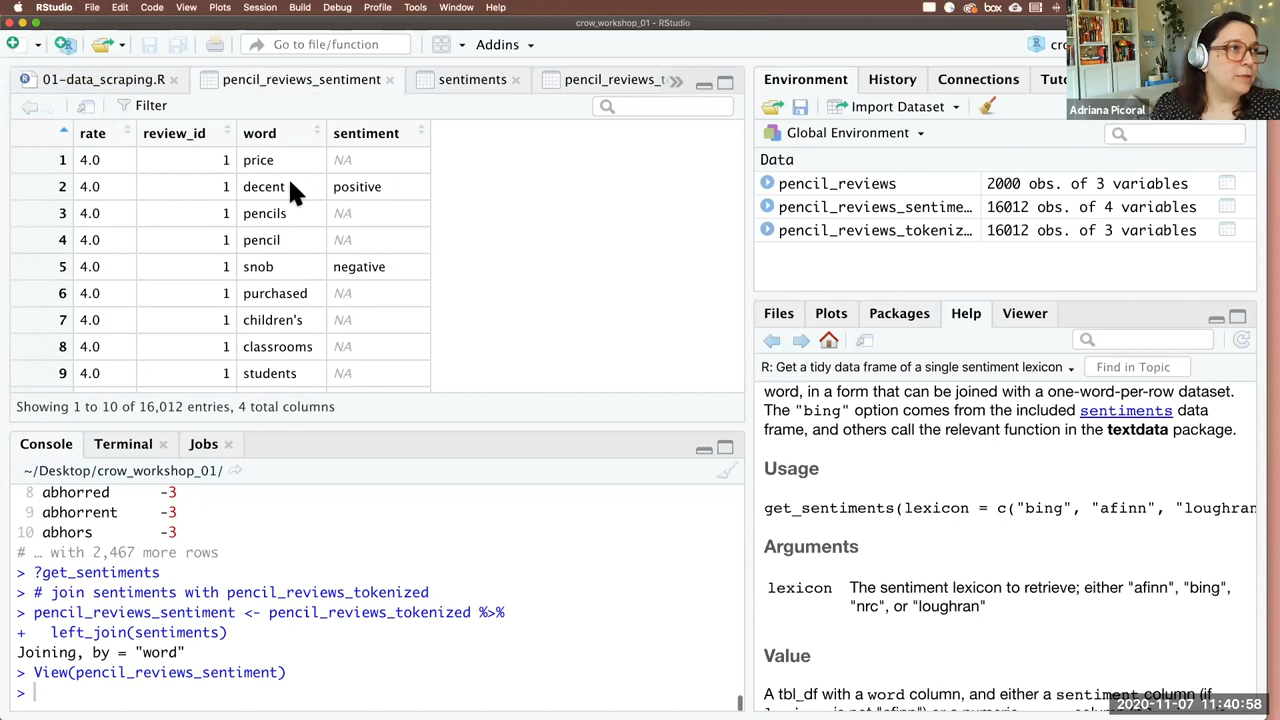 RStudio File Edit Code View Plots Session Build Debug Profile Tools Window Help box
crow_workshop_01 - RStudio
Go to file/function Addins
01-data_scraping.R pencil_reviews_sentiment sentiments pencil_reviews_t
Filter
rate review_id word sentiment
1 4.0 1 price NA
2 4.0 1 decent positive
3 4.0 1 pencils NA
4 4.0 1 pencil NA
5 4.0 1 snob negative
6 4.0 1 purchased NA
7 4.0 1 children's NA
8 4.0 1 classrooms NA
9 4.0 1 students NA
Showing 1 to 10 of 16,012 entries, 4 total columns
Console Terminal Jobs
~/Desktop/crow_workshop_01/
8 abhorred -3
9 abhorrent -3
10 abhors -3
# … with 2,467 more rows
> ?get_sentiments
> # join sentiments with pencil_reviews_tokenized
> pencil_reviews_sentiment <- pencil_reviews_tokenized %>%
+ left_join(sentiments)
Joining, by = "word"
> View(pencil_reviews_sentiment)
>
Environment History Connections Tu
Import Dataset
Adriana Picoral
Global Environment
Data
pencil_reviews 2000 obs. of 3 variables
pencil_reviews_sentime… 16012 obs. of 4 variables
pencil_reviews_tokeniz… 16012 obs. of 3 variables
Files Plots Packages Help Viewer
R: Get a tidy data frame of a single sentiment lexicon Find in Topic
word, in a form that can be joined with a one-word-per-row dataset.
The "bing" option comes from the included sentiments data
frame, and others call the relevant function in the textdata package.
Usage
get_sentiments(lexicon = c("bing", "afinn", "loughran
Arguments
lexicon The sentiment lexicon to retrieve; either "afinn", "bing",
"nrc", or "loughran"
Value
A tbl_df with a word column, and either a sentiment column (if
2020-11-07 11:40:58